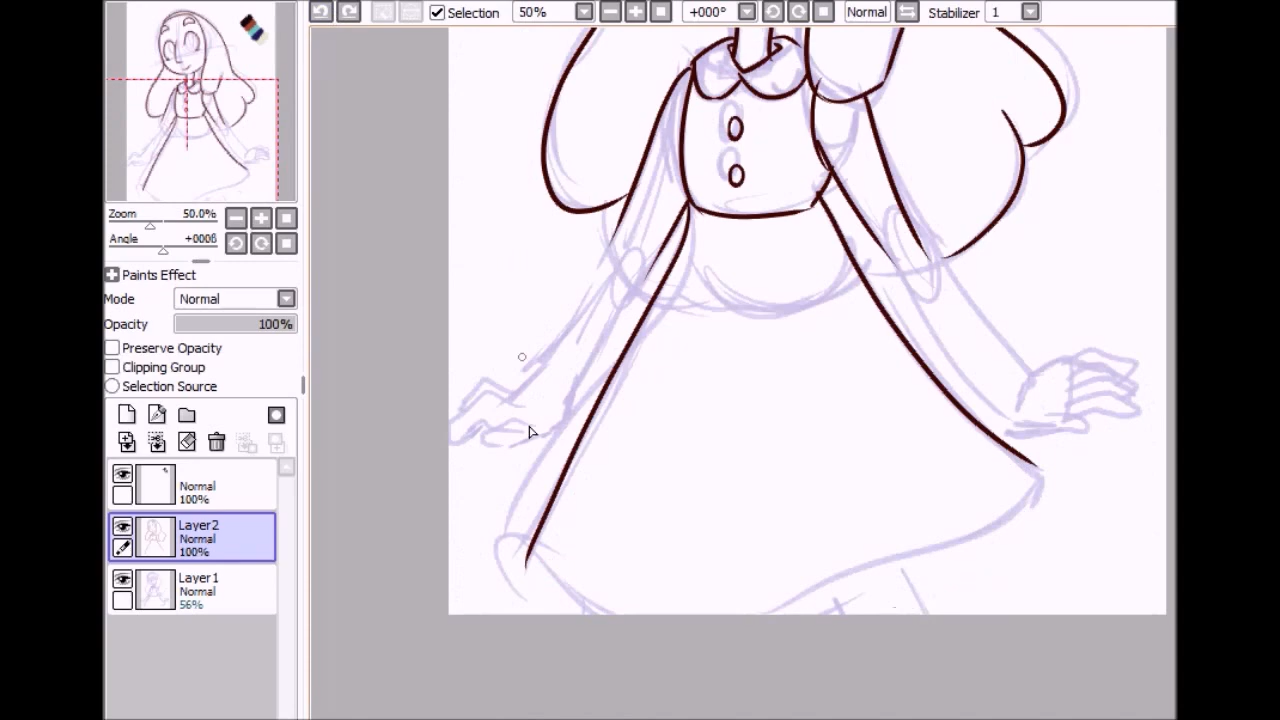 Selection 50% +000° Normal Stabilizer 1
Zoom 50.0%
Angle +000
Paints Effect
Mode Normal
Opacity 100%
Preserve Opacity
Clipping Group
Selection Source
Normal
100%
Layer2
Normal
100%
Layer1
Normal
56%